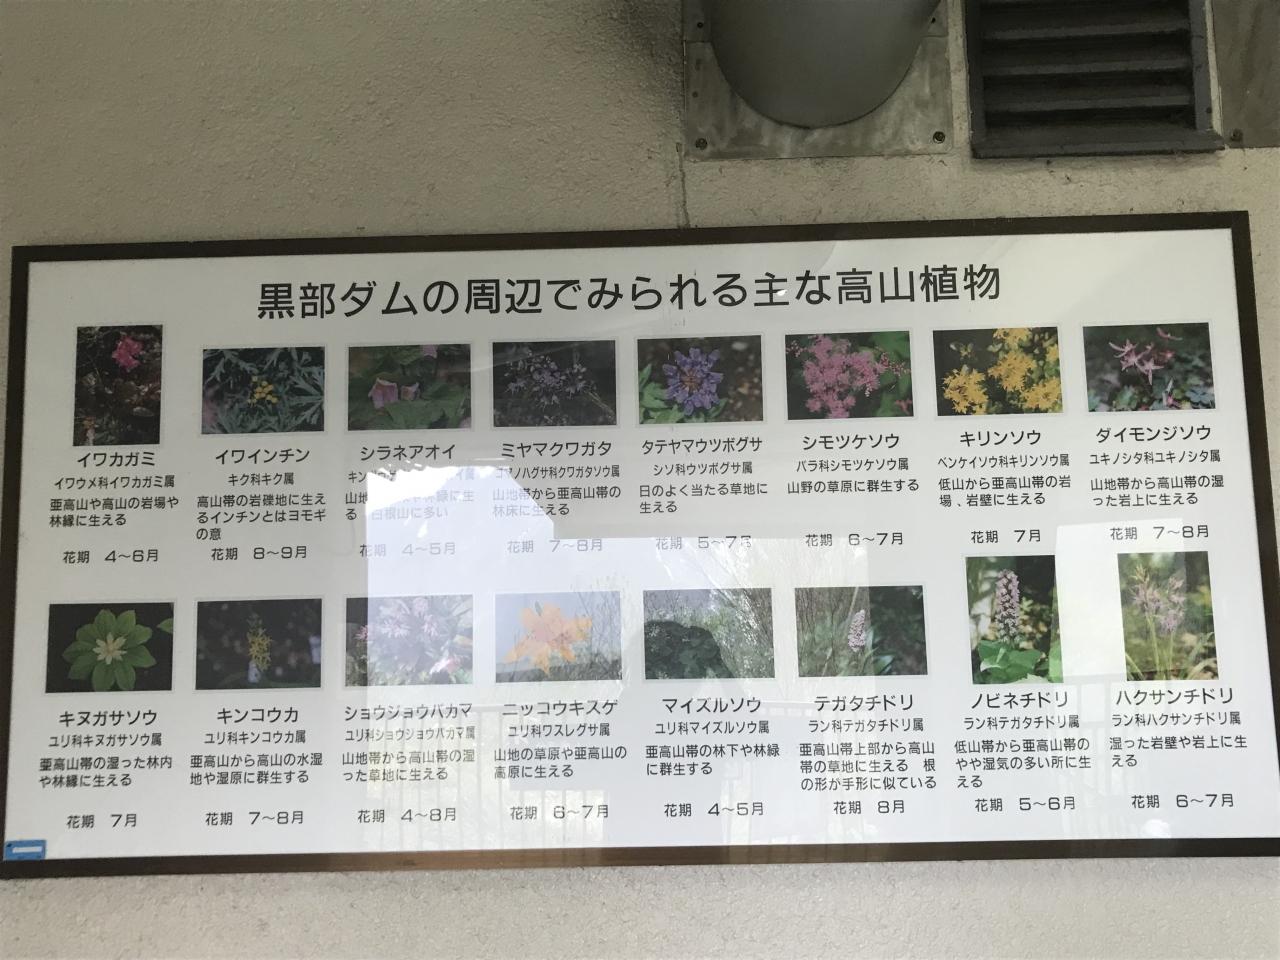 黒部ダムの周辺でみられる主な高山植物
イワカガミ
イワウメ科イワカガミ属
亜高山や高山の岩場や
林縁に生える
花期 4〜6月
イワインチン
キク科キク属
高山帯の岩礫地に生え
るインチンとはヨモギ
の意
花期 8〜9月
シラネアオイ
山地
林縁に生
る 白根山に多い
花期 4〜5月
ミヤマクワガタ
ゴマノハグサ科クワガタソウ属
山地帯から亜高山帯の
林床に生える
花期 7〜8月
タテヤマウツボグサ
シソ科ウツボグサ属
日のよく当たる草地に
生える
花期 5〜7月
シモツケソウ
バラ科シモツケソウ属
山野の草原に群生する
花期 6〜7月
キリンソウ
ベンケイソウ科キリンソウ属
低山から亜高山帯の岩
場、岩壁に生える
花期 7月
ダイモンジソウ
ユキノシタ科ユキノシタ属
山地帯から高山帯の湿
った岩上に生える
花期 7〜8月
キヌガサソウ
ユリ科キヌガサソウ属
亜高山帯の湿った林内
や林縁に生える
花期 7月
キンコウカ
ユリ科キンコウカ属
亜高山から高山の水湿
地や湿原に群生する
花期 7〜8月
ショウジョウバカマ
ユリ科ショウジョウバカマ属
山地帯から高山帯の湿
った草地に生える
花期 4〜8月
ニッコウキスゲ
ユリ科ワスレグサ属
山地の草原や亜高山の
高原に生える
花期 6〜7月
マイズルソウ
ユリ科マイズルソウ属
亜高山帯の林下や林縁
に群生する
花期 4〜5月
テガタチドリ
ラン科テガタチドリ属
亜高山帯上部から高山
帯の草地に生える 根
の形が手形に似ている
花期 8月
ノビネチドリ
ラン科テガタチドリ属
低山帯から亜高山帯の
やや湿気の多い所に生
える
花期 5〜6月
ハクサンチドリ
ラン科ハクサンチドリ属
湿った岩壁や岩上に生
える
花期 6〜7月